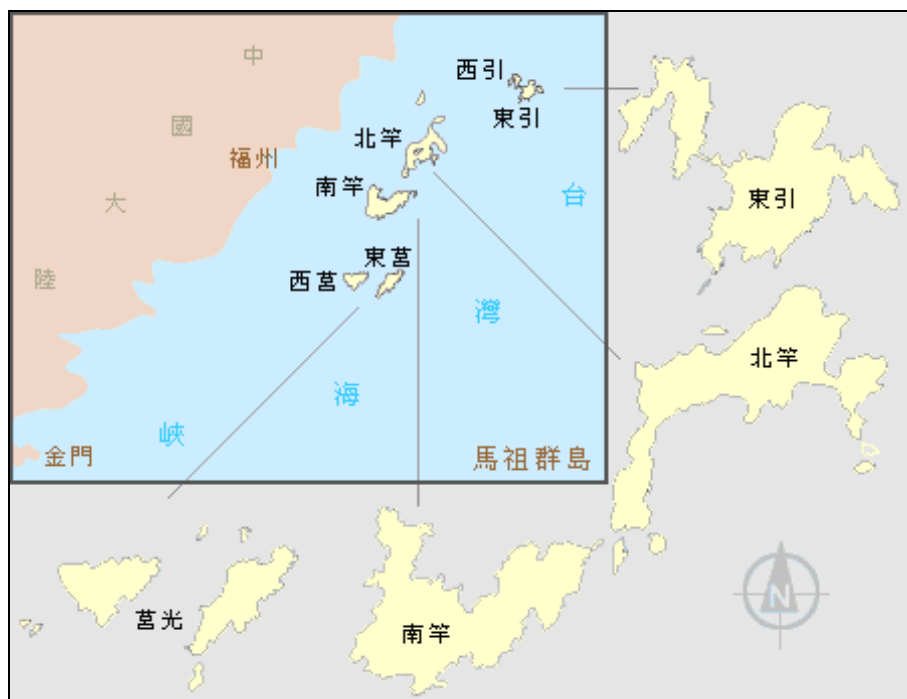 中
國
大
陸
福州
西引
東引
北竿
南竿
東莒
西莒
台
灣
海
峽
金門
馬祖群島
東引
北竿
莒光
南竿
N